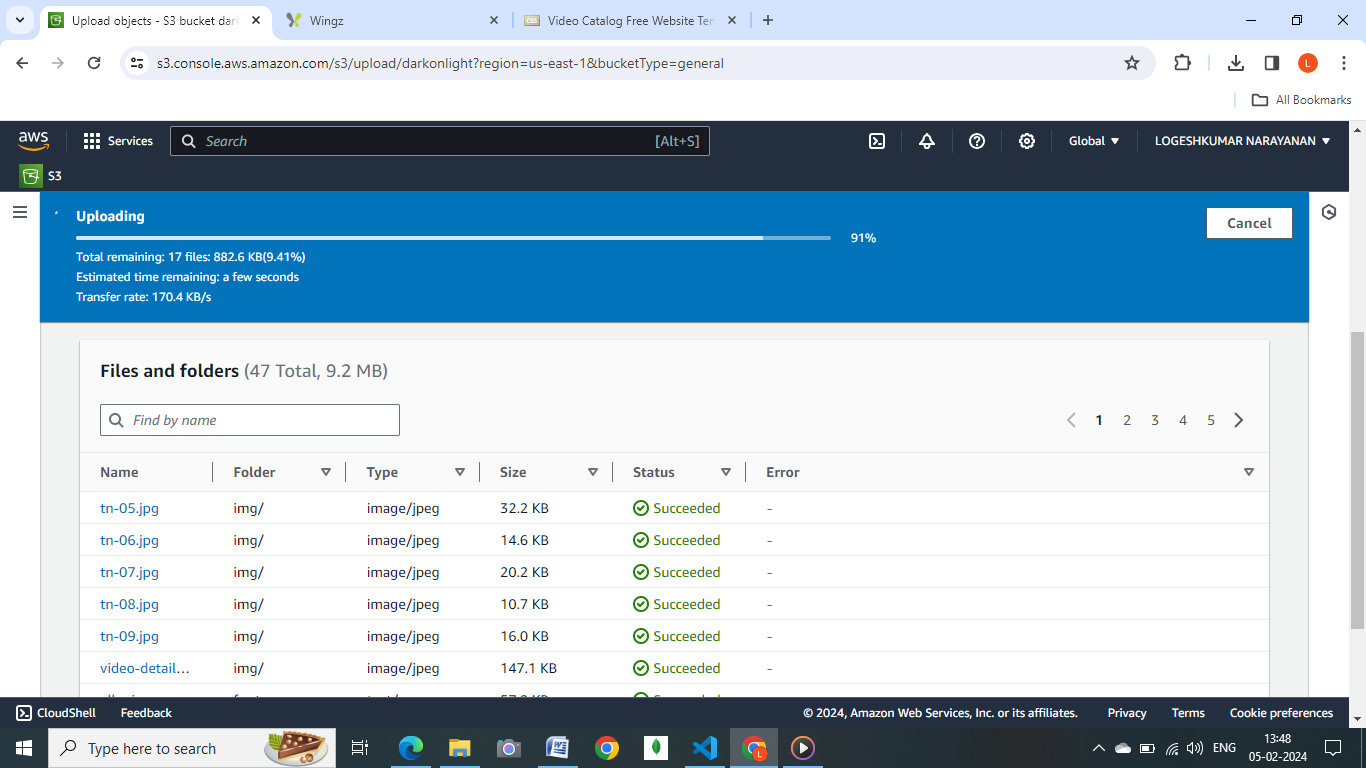 Upload objects - S3 bucket dar
Wingz
Video Catalog Free Website Ten
s3.console.aws.amazon.com/s3/upload/darkonlight?region=us-east-1&bucketType=general
L
All Bookmarks
aws
Services
Search
[Alt+S]
Global
LOGESHKUMAR NARAYANAN
S3
Uploading
Cancel
91%
Total remaining: 17 files: 882.6 KB(9.41%)
Estimated time remaining: a few seconds
Transfer rate: 170.4 KB/s
Files and folders (47 Total, 9.2 MB)
Find by name
1 2 3 4 5
Name Folder Type Size Status Error
tn-05.jpg img/ image/jpeg 32.2 KB Succeeded -
tn-06.jpg img/ image/jpeg 14.6 KB Succeeded -
tn-07.jpg img/ image/jpeg 20.2 KB Succeeded -
tn-08.jpg img/ image/jpeg 10.7 KB Succeeded -
tn-09.jpg img/ image/jpeg 16.0 KB Succeeded -
video-detail... img/ image/jpeg 147.1 KB Succeeded -
CloudShell Feedback © 2024, Amazon Web Services, Inc. or its affiliates. Privacy Terms Cookie preferences
Type here to search
ENG
13:48
05-02-2024